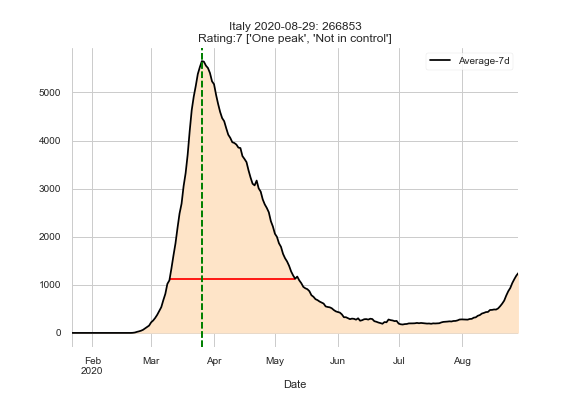 Italy 2020-08-29: 266853
Rating:7 ['One peak', 'Not in control']
Average-7d
5000
4000
3000
2000
1000
0
Feb Mar Apr May Jun Jul Aug
2020
Date